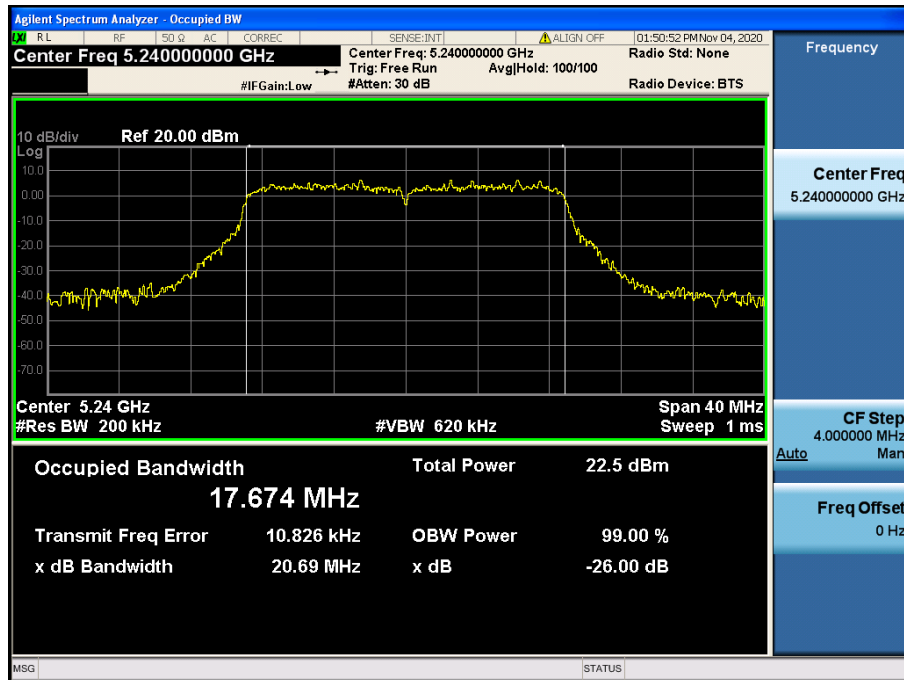 Agilent Spectrum Analyzer - Occupied BW
LXI RL RF 50 Ω AC CORREC SENSE:INT ALIGN OFF 01:50:52 PM Nov 04, 2020
Center Freq 5.240000000 GHz
Center Freq: 5.240000000 GHz Radio Std: None
Trig: Free Run Avg|Hold: 100/100
#IFGain:Low #Atten: 30 dB Radio Device: BTS
10 dB/div Ref 20.00 dBm
Log
10.0
0.00
-10.0
-20.0
-30.0
-40.0
-50.0
-60.0
-70.0
Center 5.24 GHz Span 40 MHz
#Res BW 200 kHz #VBW 620 kHz Sweep 1 ms
Occupied Bandwidth Total Power 22.5 dBm
17.674 MHz
Transmit Freq Error 10.826 kHz OBW Power 99.00 %
x dB Bandwidth 20.69 MHz x dB -26.00 dB
MSG STATUS
Frequency
Center Freq
5.240000000 GHz
CF Step
4.000000 MHz
Auto Man
Freq Offset
0 Hz